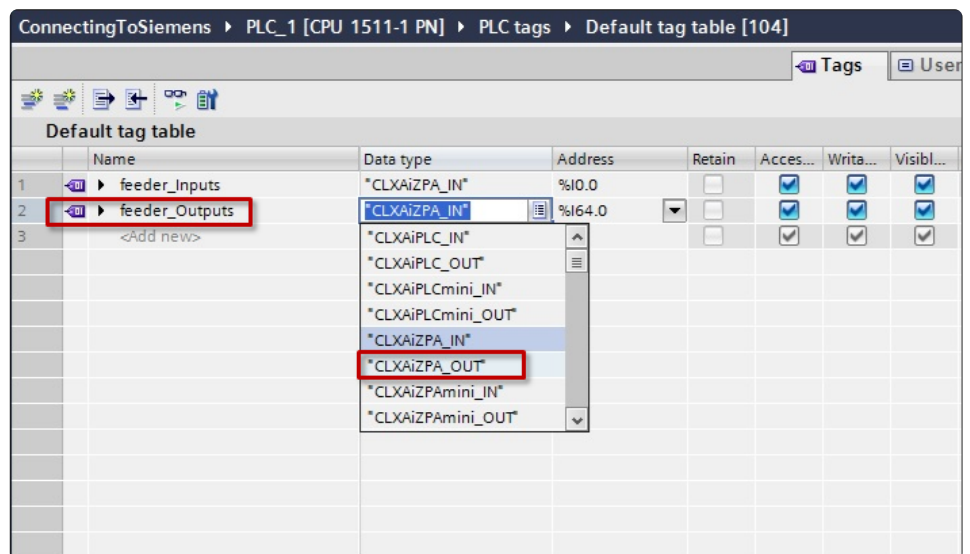 ConnectingToSiemens ▸ PLC_1 [CPU 1511-1 PN] ▸ PLC tags ▸ Default tag table [104]
Tags User
Default tag table
Name Data type Address Retain Acces... Writa... Visibl...
1 feeder_Inputs "CLXAiZPA_IN" %I0.0
2 feeder_Outputs "CLXAiZPA_IN" %I64.0
3 <Add new>
"CLXAiPLC_IN"
"CLXAiPLC_OUT"
"CLXAiPLCmini_IN"
"CLXAiPLCmini_OUT"
"CLXAiZPA_IN"
"CLXAiZPA_OUT"
"CLXAiZPAmini_IN"
"CLXAiZPAmini_OUT"